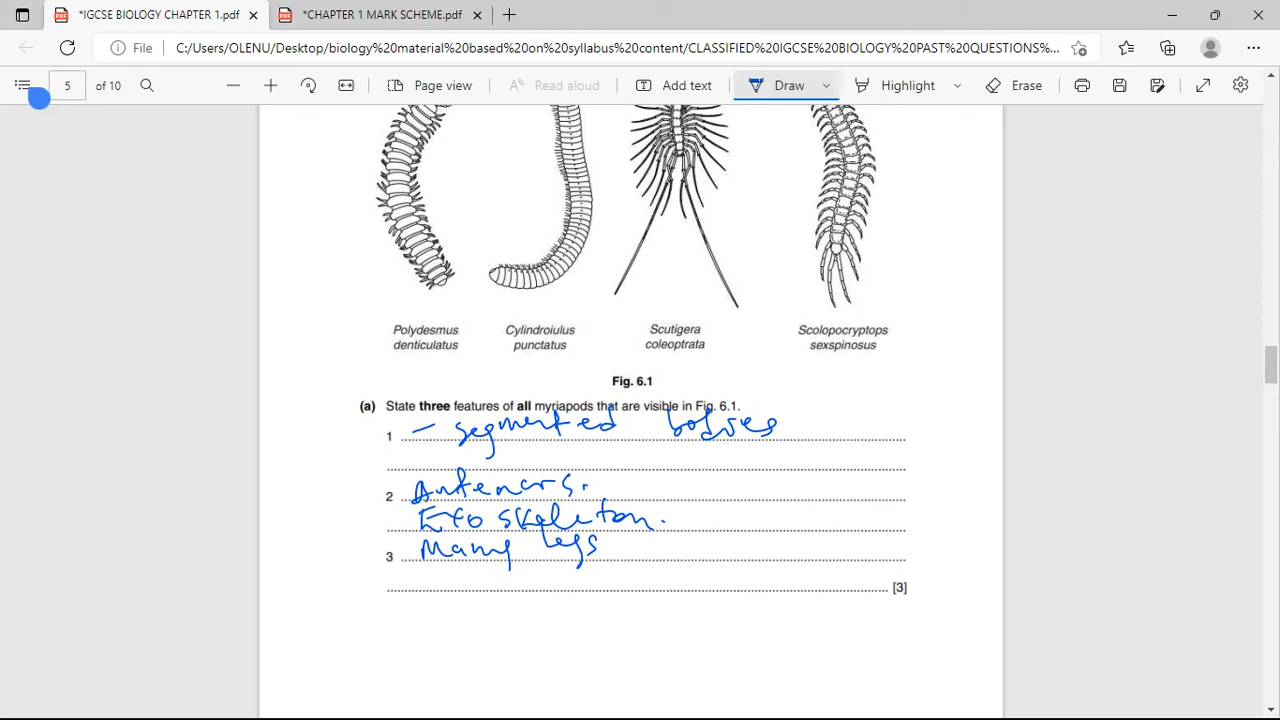 *IGCSE BIOLOGY CHAPTER 1.pdf
*CHAPTER 1 MARK SCHEME.pdf
File
C:/Users/OLENU/Desktop/biology%20material%20based%20on%20syllabus%20content/CLASSIFIED%20IGCSE%20BIOLOGY%20PAST%20QUESTIONS%...
5 of 10 Page view Read aloud Add text Draw Highlight Erase
Polydesmus denticulatus
Cylindroiulus punctatus
Scutigera coleoptrata
Scolopocryptops sexspinosus
Fig. 6.1
(a) State three features of all myriapods that are visible in Fig. 6.1.
1 – segmented bodies
2 Antenars.
Exo skeleton.
3 Many legs
[3]